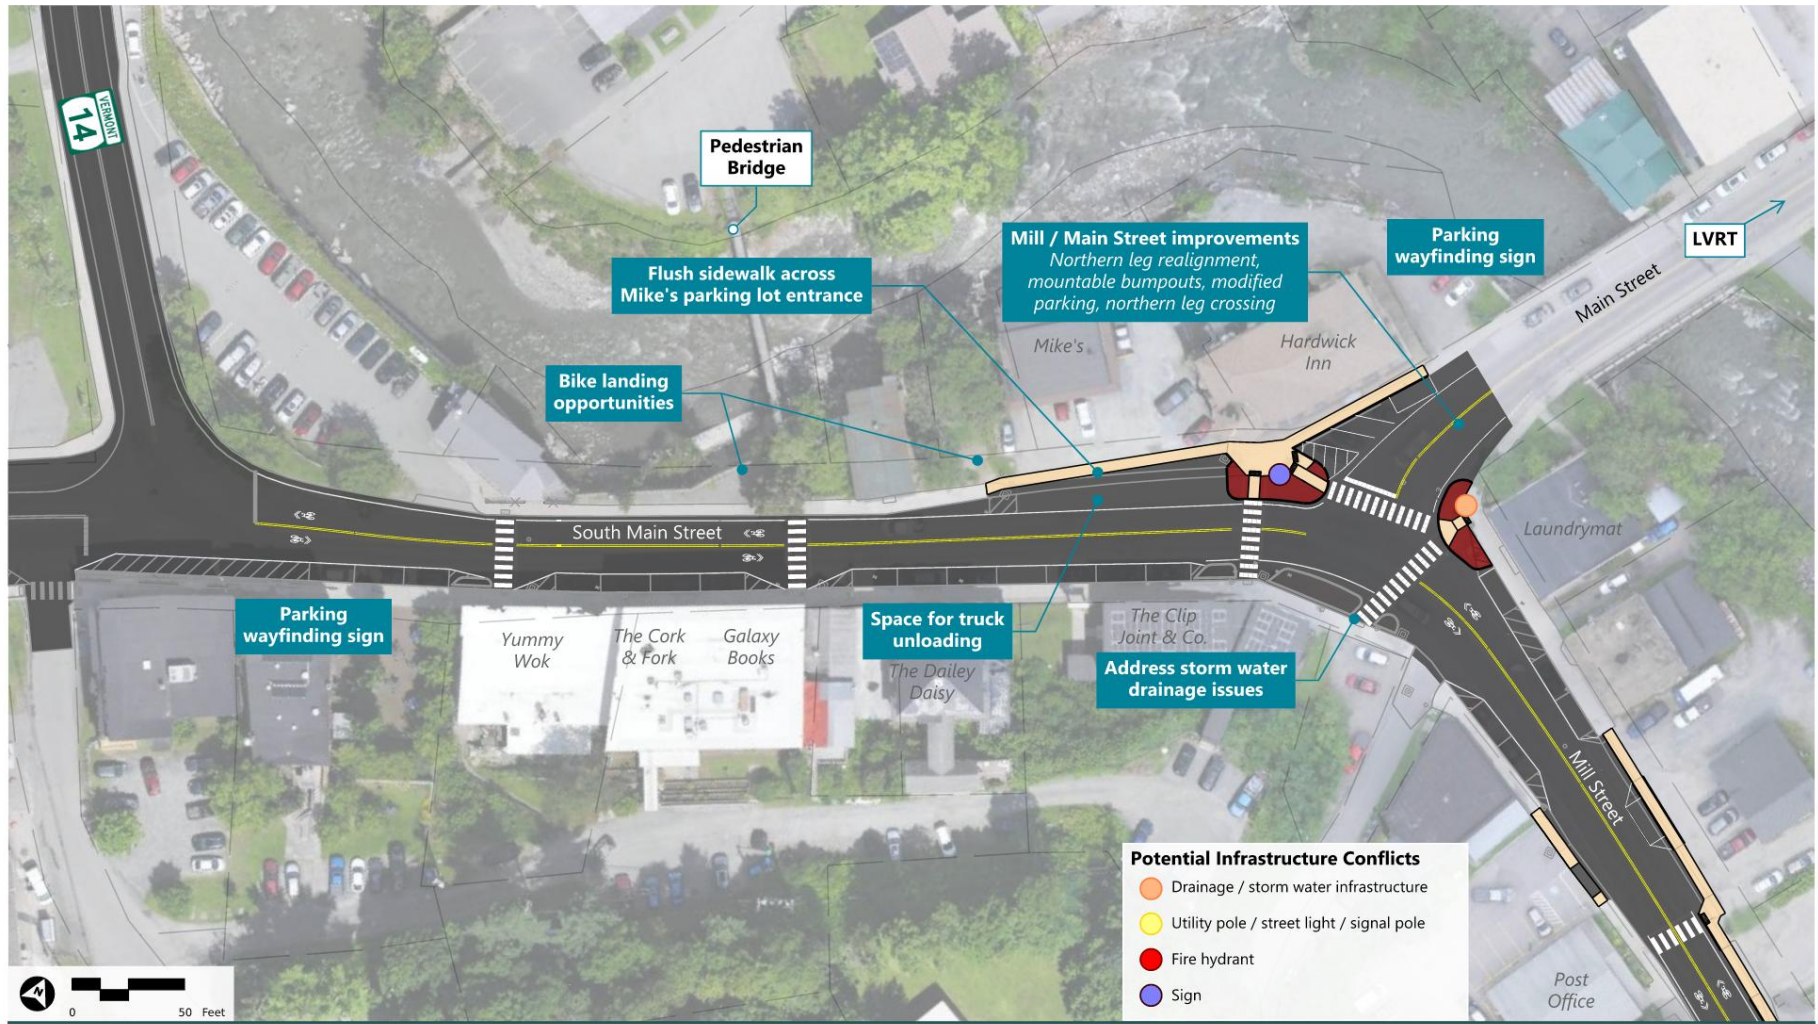 VERMONT
14
Pedestrian
Bridge
Flush sidewalk across
Mike's parking lot entrance
Mill / Main Street improvements
Northern leg realignment,
mountable bumpouts, modified
parking, northern leg crossing
Parking
wayfinding sign
LVRT
Main Street
Bike landing
opportunities
Mike's
Hardwick
Inn
South Main Street
Laundrymat
Parking
wayfinding sign
Yummy
Wok
The Cork
& Fork
Galaxy
Books
Space for truck
unloading
The Dailey
Daisy
The Clip
Joint & Co.
Address storm water
drainage issues
Mill Street
Post
Office
Potential Infrastructure Conflicts
Drainage / storm water infrastructure
Utility pole / street light / signal pole
Fire hydrant
Sign
N
0 50 Feet